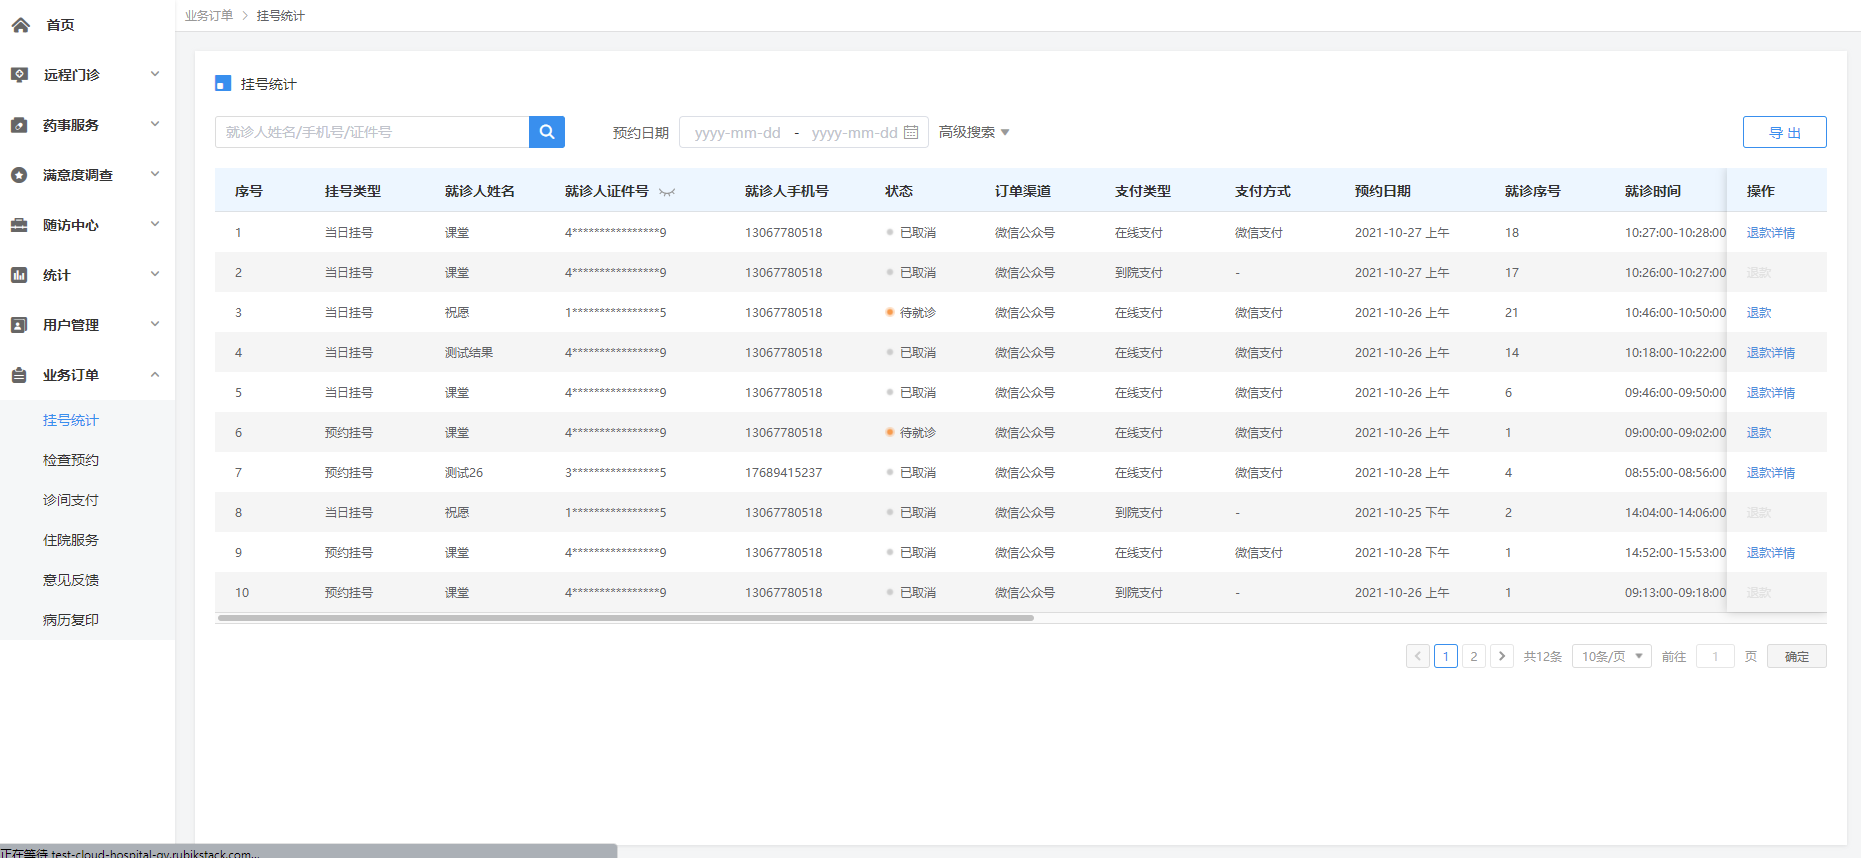 首页
远程门诊
药事服务
满意度调查
随访中心
统计
用户管理
业务订单
挂号统计
检查预约
诊间支付
住院服务
意见反馈
病历复印
业务订单 > 挂号统计
挂号统计
就诊人姓名/手机号/证件号 预约日期 yyyy-mm-dd - yyyy-mm-dd 高级搜索 导 出
序号 挂号类型 就诊人姓名 就诊人证件号 就诊人手机号 状态 订单渠道 支付类型 支付方式 预约日期 就诊序号 就诊时间 操作
1 当日挂号 课堂 4****************9 13067780518 已取消 微信公众号 在线支付 微信支付 2021-10-27 上午 18 10:27:00-10:28:00 退款详情
2 当日挂号 课堂 4****************9 13067780518 已取消 微信公众号 到院支付 - 2021-10-27 上午 17 10:26:00-10:27:00 退款
3 当日挂号 祝愿 1****************5 13067780518 待就诊 微信公众号 在线支付 微信支付 2021-10-26 上午 21 10:46:00-10:50:00 退款
4 当日挂号 测试结果 4****************9 13067780518 已取消 微信公众号 在线支付 微信支付 2021-10-26 上午 14 10:18:00-10:22:00 退款详情
5 当日挂号 课堂 4****************9 13067780518 已取消 微信公众号 在线支付 微信支付 2021-10-26 上午 6 09:46:00-09:50:00 退款详情
6 预约挂号 课堂 4****************9 13067780518 待就诊 微信公众号 在线支付 微信支付 2021-10-26 上午 1 09:00:00-09:02:00 退款
7 预约挂号 测试26 3****************5 17689415237 已取消 微信公众号 在线支付 微信支付 2021-10-28 上午 4 08:55:00-08:56:00 退款详情
8 当日挂号 祝愿 1****************5 13067780518 已取消 微信公众号 到院支付 - 2021-10-25 下午 2 14:04:00-14:06:00 退款
9 预约挂号 课堂 4****************9 13067780518 已取消 微信公众号 在线支付 微信支付 2021-10-28 下午 1 14:52:00-15:53:00 退款详情
10 预约挂号 课堂 4****************9 13067780518 已取消 微信公众号 到院支付 - 2021-10-26 上午 1 09:13:00-09:18:00 退款
< 1 2 > 共12条 10条/页 前往 1 页 确定
正在等待 test-cloud-hospital-gy.rubikstack.com...